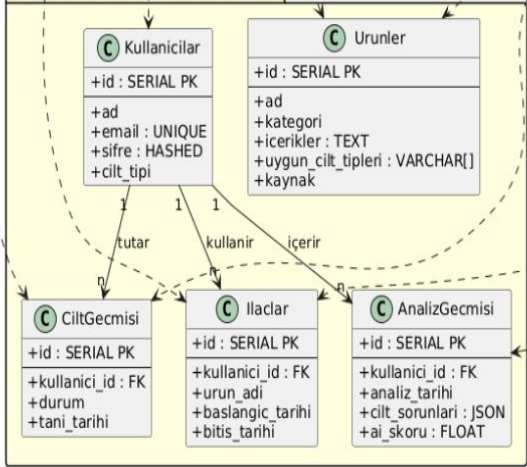 C Kullanicilar
+id : SERIAL PK
+ad
+email : UNIQUE
+sifre : HASHED
+cilt_tipi
C Urunler
+id : SERIAL PK
+ad
+kategori
+icerikler : TEXT
+uygun_cilt_tipleri : VARCHAR[]
+kaynak
1 1 1
tutar kullanir içerir
n n n
C CiltGecmisi
+id : SERIAL PK
+kullanici_id : FK
+durum
+tani_tarihi
C Ilaclar
+id : SERIAL PK
+kullanici_id : FK
+urun_adi
+baslangic_tarihi
+bitis_tarihi
C AnalizGecmisi
+id : SERIAL PK
+kullanici_id : FK
+analiz_tarihi
+cilt_sorunlari : JSON
+ai_skoru : FLOAT